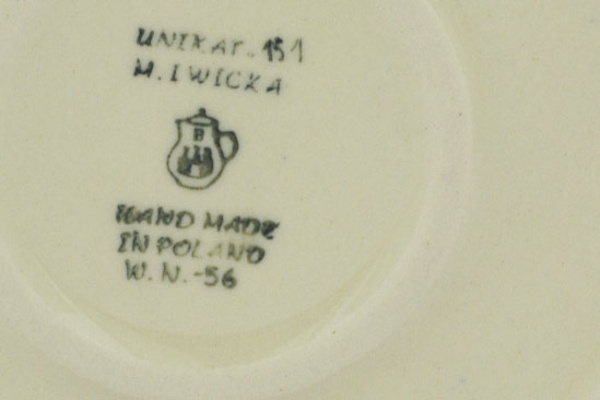 UNIKAT. 151
M. IWICKA
B
HAND MADE
IN POLAND
W. N. -56